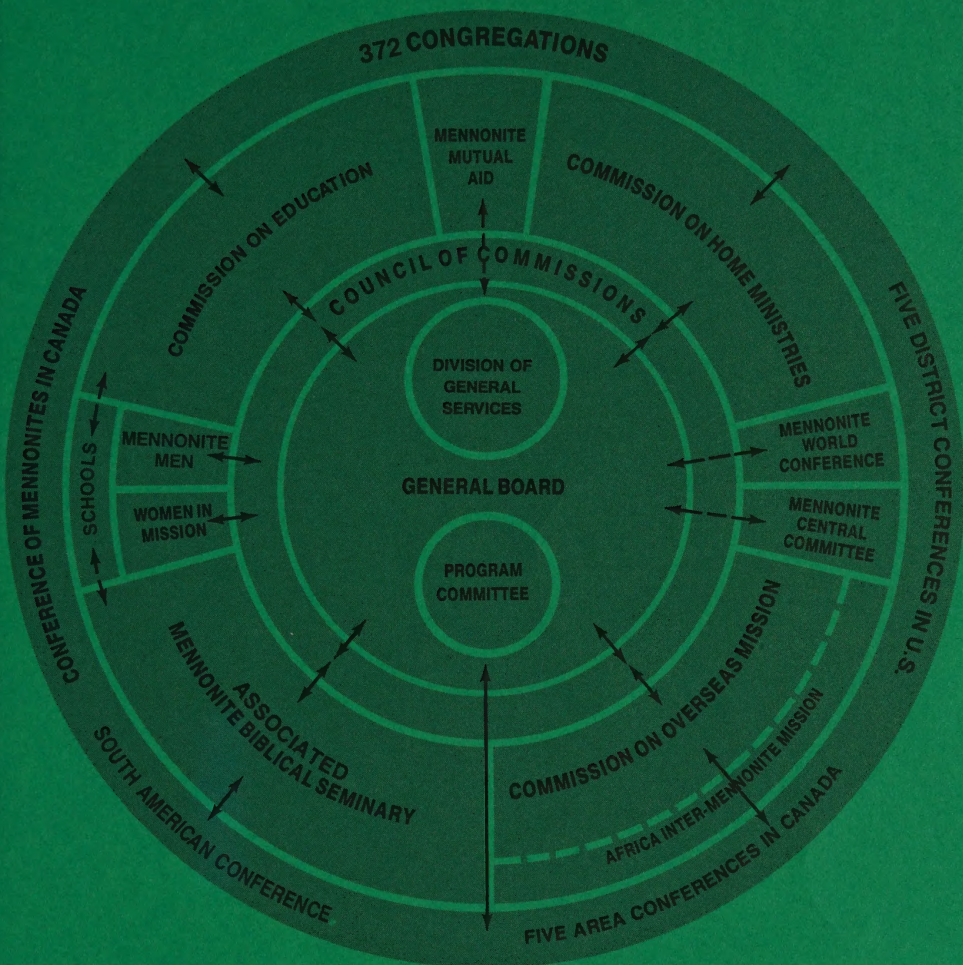 372 CONGREGATIONS
CONFERENCE OF MENNONITES IN CANADA
FIVE DISTRICT CONFERENCES IN U.S.
SOUTH AMERICAN CONFERENCE
FIVE AREA CONFERENCES IN CANADA
COMMISSION ON EDUCATION
MENNONITE
MUTUAL
AID
COMMISSION ON HOME MINISTRIES
COUNCIL OF COMMISSIONS
DIVISION OF
GENERAL
SERVICES
SCHOOLS
MENNONITE
MEN
WOMEN IN
MISSION
GENERAL BOARD
MENNONITE
WORLD
CONFERENCE
MENNONITE
CENTRAL
COMMITTEE
PROGRAM
COMMITTEE
ASSOCIATED
MENNONITE BIBLICAL SEMINARY
COMMISSION ON OVERSEAS MISSION
AFRICA INTER-MENNONITE MISSION